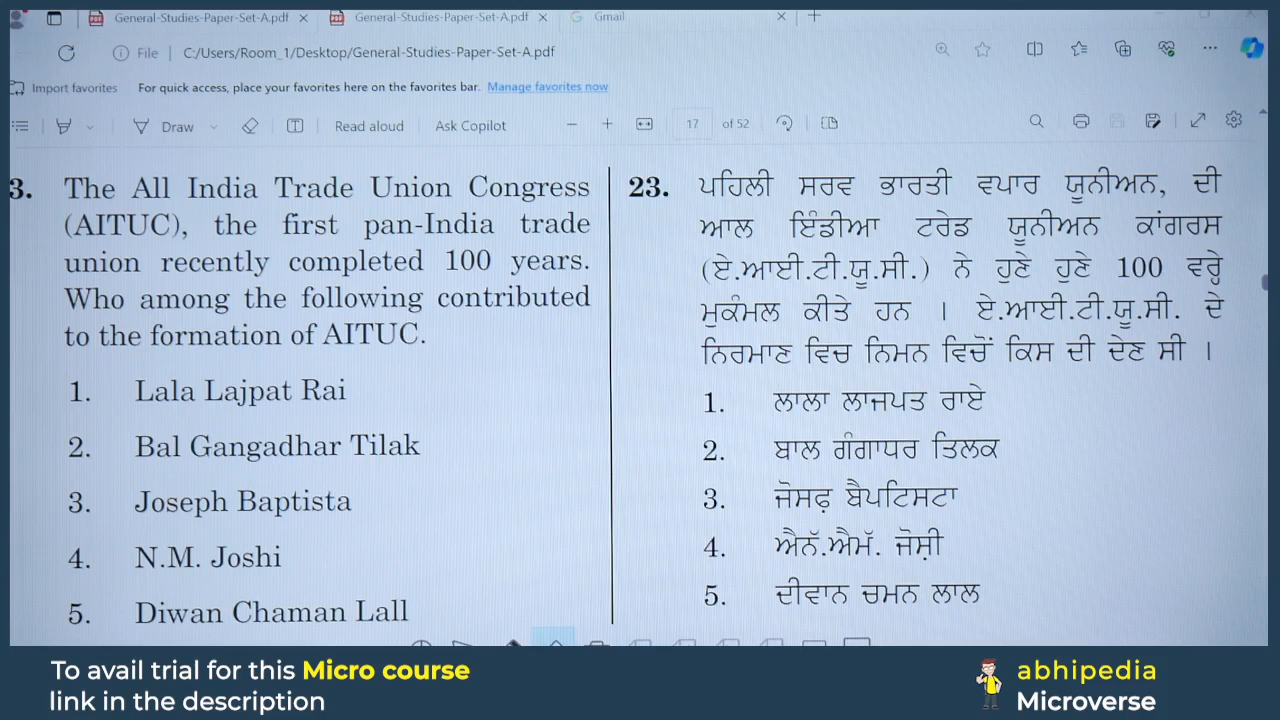 General-Studies-Paper-Set-A.pdf
General-Studies-Paper-Set-A.pdf
Gmail
File C:/Users/Room_1/Desktop/General-Studies-Paper-Set-A.pdf
Import favorites For quick access, place your favorites here on the favorites bar. Manage favorites now
Draw Read aloud Ask Copilot 17 of 52
3. The All India Trade Union Congress
(AITUC), the first pan-India trade
union recently completed 100 years.
Who among the following contributed
to the formation of AITUC.
1. Lala Lajpat Rai
2. Bal Gangadhar Tilak
3. Joseph Baptista
4. N.M. Joshi
5. Diwan Chaman Lall
23. ਪਹਿਲੀ ਸਰਵ ਭਾਰਤੀ ਵਪਾਰ ਯੂਨੀਅਨ, ਦੀ
ਆਲ ਇੰਡੀਆ ਟਰੇਡ ਯੂਨੀਅਨ ਕਾਂਗਰਸ
(ਏ.ਆਈ.ਟੀ.ਯੂ.ਸੀ.) ਨੇ ਹੁਣੇ ਹੁਣੇ 100 ਵਰ੍ਹੇ
ਮੁਕੰਮਲ ਕੀਤੇ ਹਨ । ਏ.ਆਈ.ਟੀ.ਯੂ.ਸੀ. ਦੇ
ਨਿਰਮਾਣ ਵਿਚ ਨਿਮਨ ਵਿਚੋਂ ਕਿਸ ਦੀ ਦੇਣ ਸੀ ।
1. ਲਾਲਾ ਲਾਜਪਤ ਰਾਏ
2. ਬਾਲ ਗੰਗਾਧਰ ਤਿਲਕ
3. ਜੋਸਫ਼ ਬੈਪਟਿਸਟਾ
4. ਐਨੱ.ਐਮੱ. ਜੋਸ਼ੀ
5. ਦੀਵਾਨ ਚਮਨ ਲਾਲ
To avail trial for this Micro course
link in the description
abhipedia
Microverse